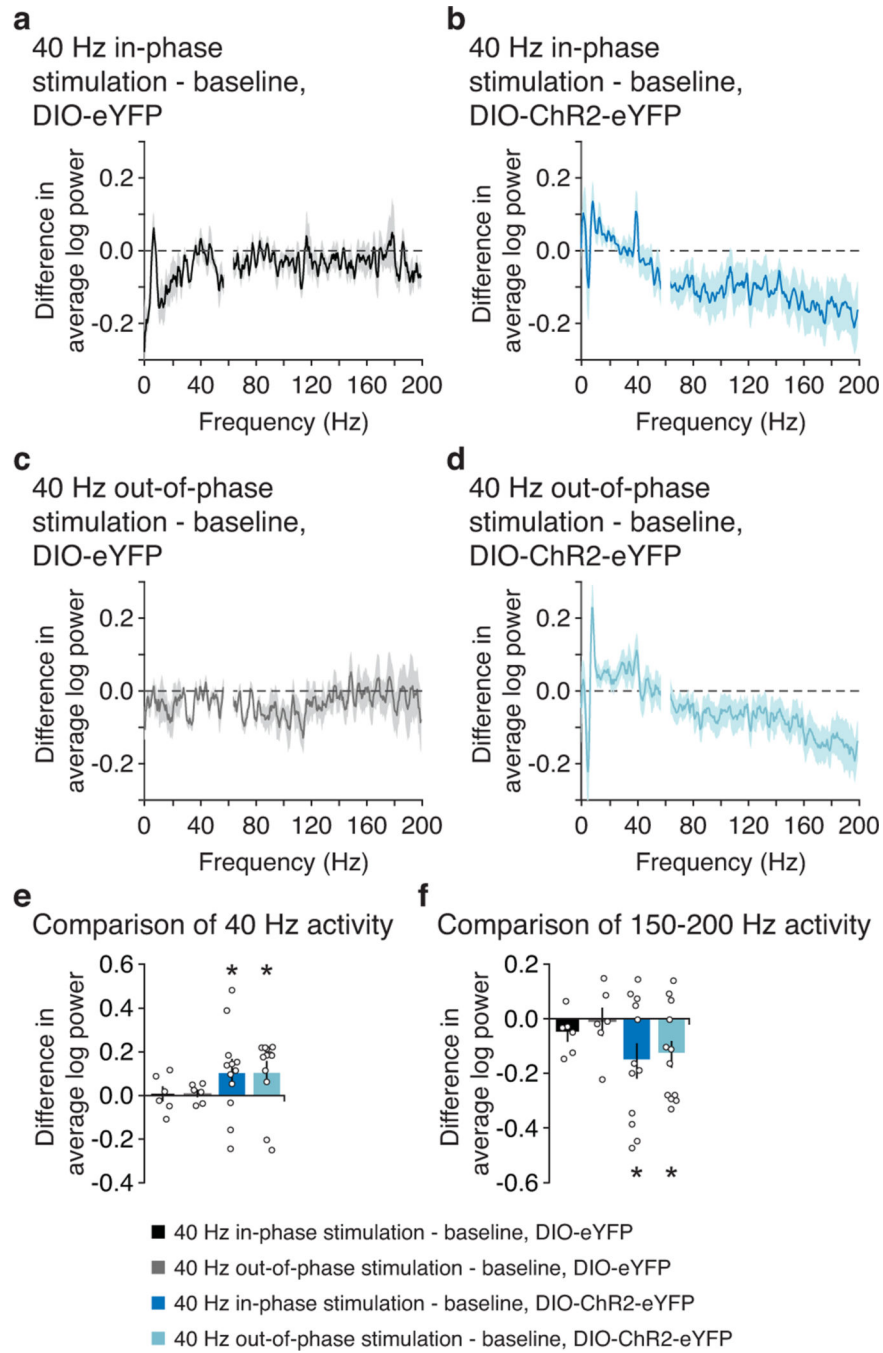 a
40 Hz in-phase
stimulation - baseline,
DIO-eYFP
Difference in
average log power
0.2
0.0
-0.2
0 40 80 120 160 200
Frequency (Hz)
b
40 Hz in-phase
stimulation - baseline,
DIO-ChR2-eYFP
Difference in
average log power
0.2
0.0
-0.2
0 40 80 120 160 200
Frequency (Hz)
c
40 Hz out-of-phase
stimulation - baseline,
DIO-eYFP
Difference in
average log power
0.2
0.0
-0.2
0 40 80 120 160 200
Frequency (Hz)
d
40 Hz out-of-phase
stimulation - baseline,
DIO-ChR2-eYFP
Difference in
average log power
0.2
0.0
-0.2
0 40 80 120 160 200
Frequency (Hz)
e
Comparison of 40 Hz activity
Difference in
average log power
0.6
0.4
0.2
0.0
-0.2
-0.4
* *
f
Comparison of 150-200 Hz activity
Difference in
average log power
0.2
0.0
-0.2
-0.4
-0.6
* *
40 Hz in-phase stimulation - baseline, DIO-eYFP
40 Hz out-of-phase stimulation - baseline, DIO-eYFP
40 Hz in-phase stimulation - baseline, DIO-ChR2-eYFP
40 Hz out-of-phase stimulation - baseline, DIO-ChR2-eYFP